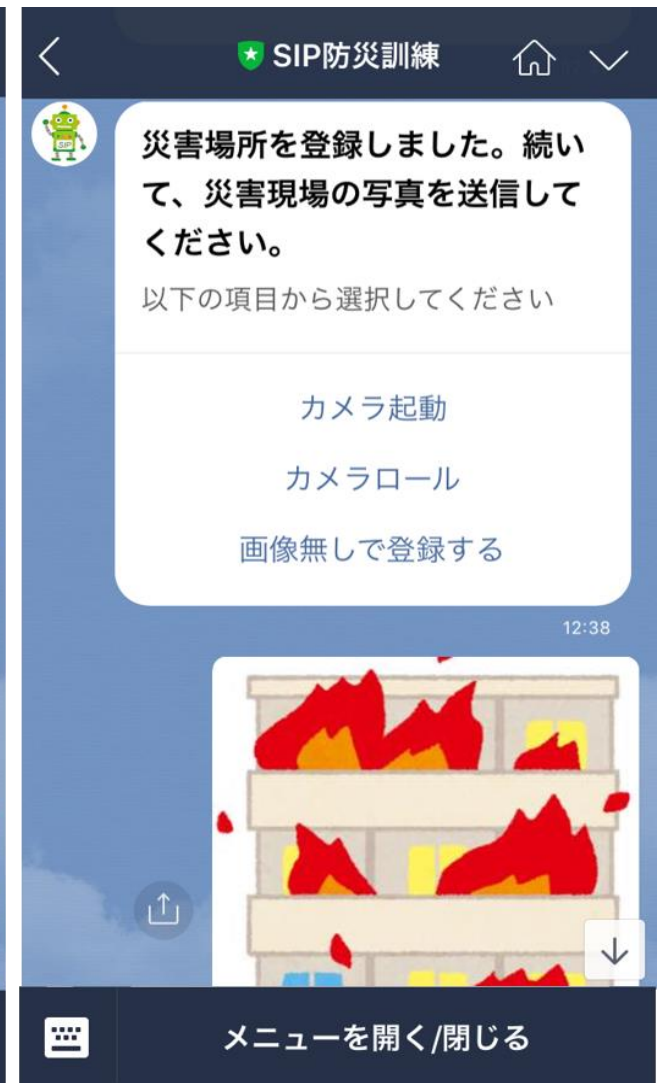 SIP防災訓練
SIP
災害場所を登録しました。続い
て、災害現場の写真を送信して
ください。
以下の項目から選択してください
カメラ起動
カメラロール
画像無しで登録する
12:38
メニューを開く/閉じる